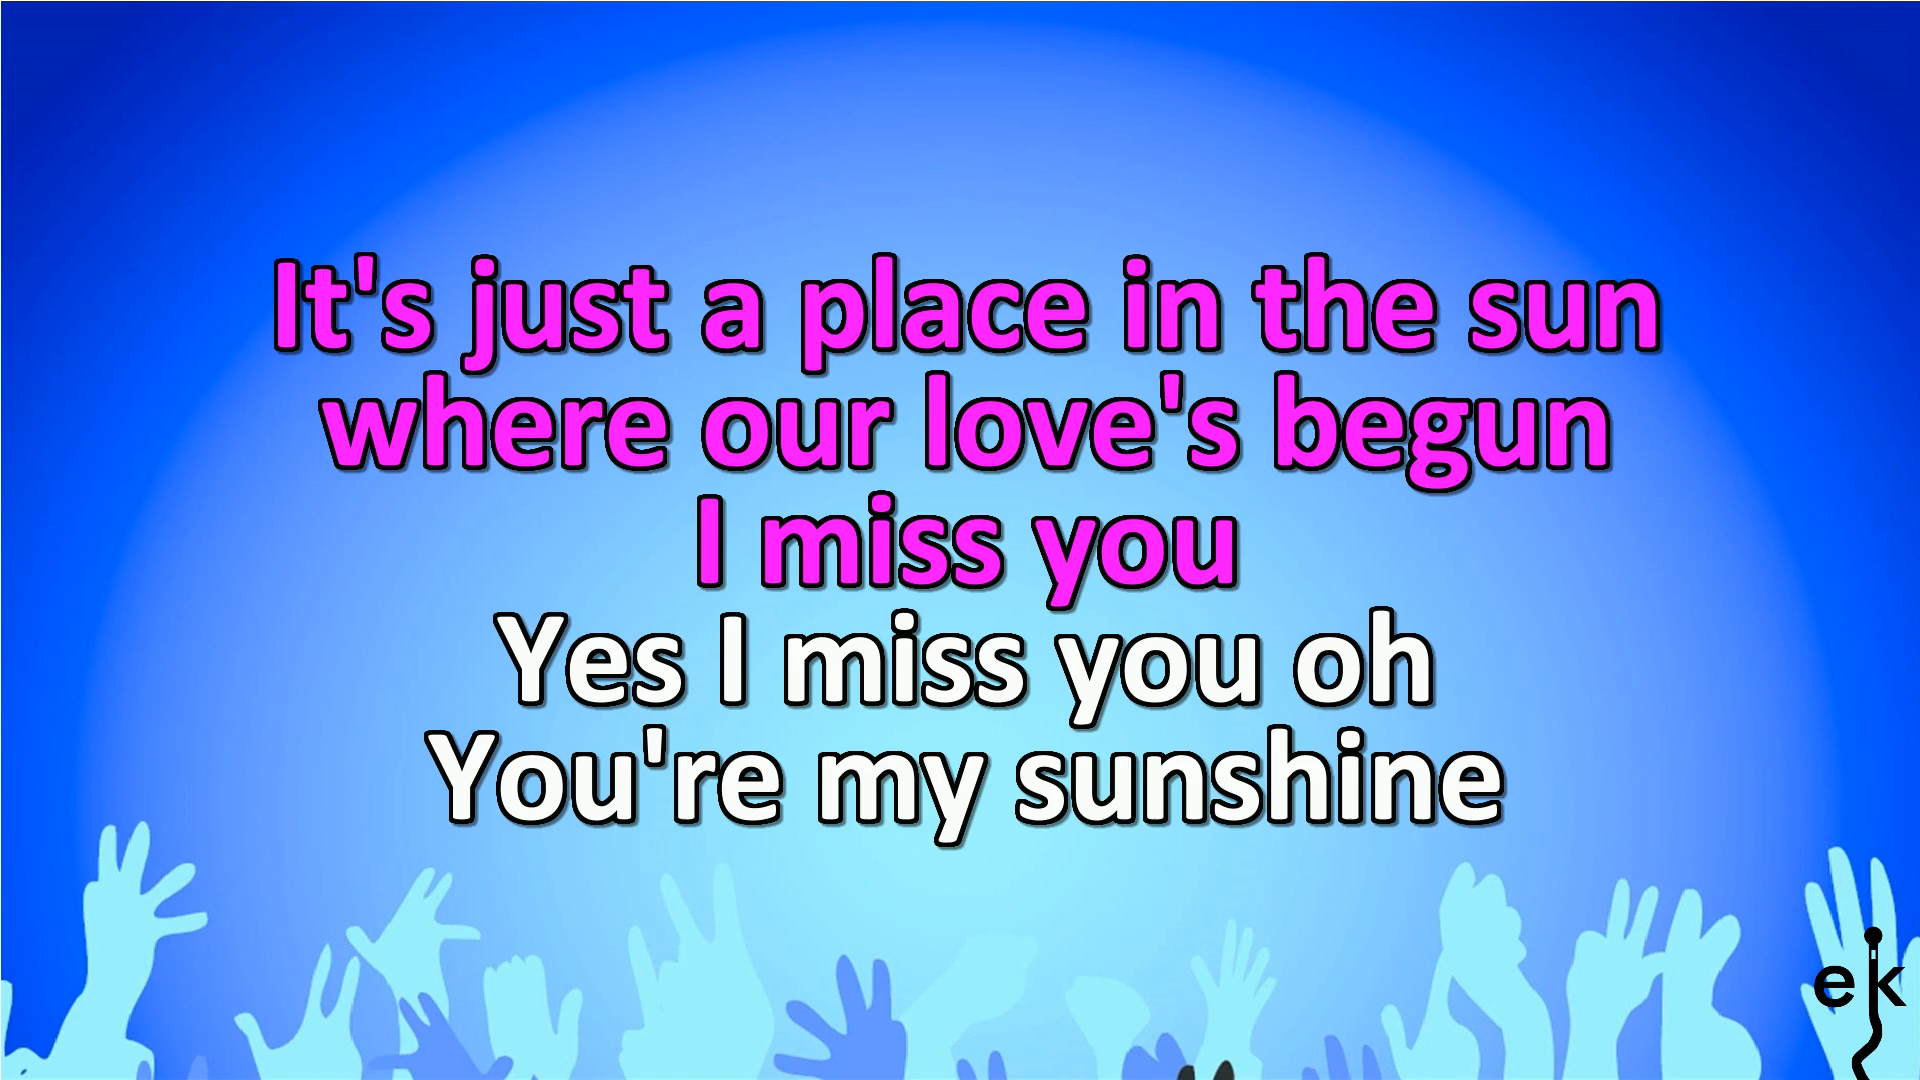 It's just a place in the sun
where our love's begun
I miss you
Yes I miss you oh
You're my sunshine
ek